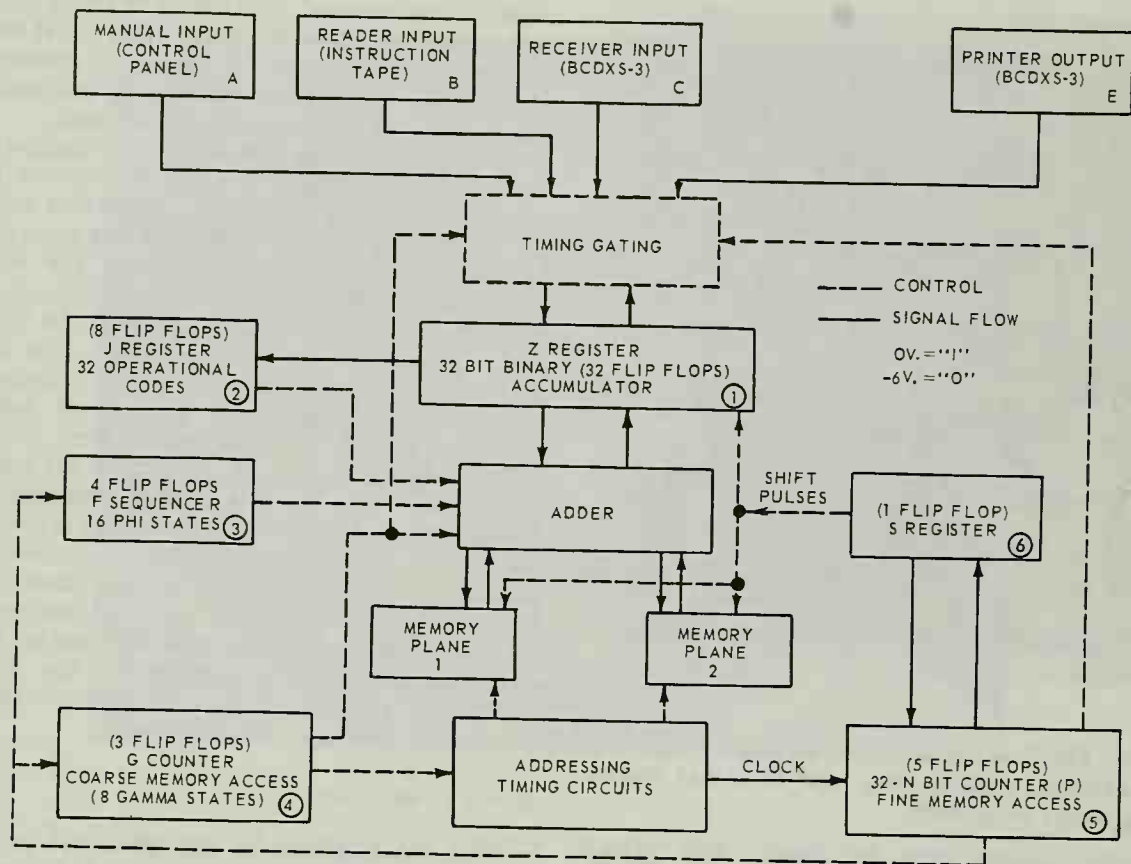 MANUAL INPUT
(CONTROL
PANEL)
A
READER INPUT
(INSTRUCTION
TAPE)
B
RECEIVER INPUT
(BCDXS-3)
C
PRINTER OUTPUT
(BCDXS-3)
E
TIMING GATING
CONTROL
SIGNAL FLOW
0V.="1"
-6V.="0"
(8 FLIP FLOPS)
J REGISTER
32 OPERATIONAL
CODES
2
Z REGISTER
32 BIT BINARY (32 FLIP FLOPS)
ACCUMULATOR
1
4 FLIP FLOPS
F SEQUENCER
16 PHI STATES
3
ADDER
SHIFT
PULSES
(1 FLIP FLOP)
S REGISTER
6
MEMORY
PLANE
1
MEMORY
PLANE
2
(3 FLIP FLOPS)
G COUNTER
COARSE MEMORY ACCESS
(8 GAMMA STATES)
4
ADDRESSING
TIMING CIRCUITS
CLOCK
(5 FLIP FLOPS)
32-N BIT COUNTER (P)
FINE MEMORY ACCESS
5